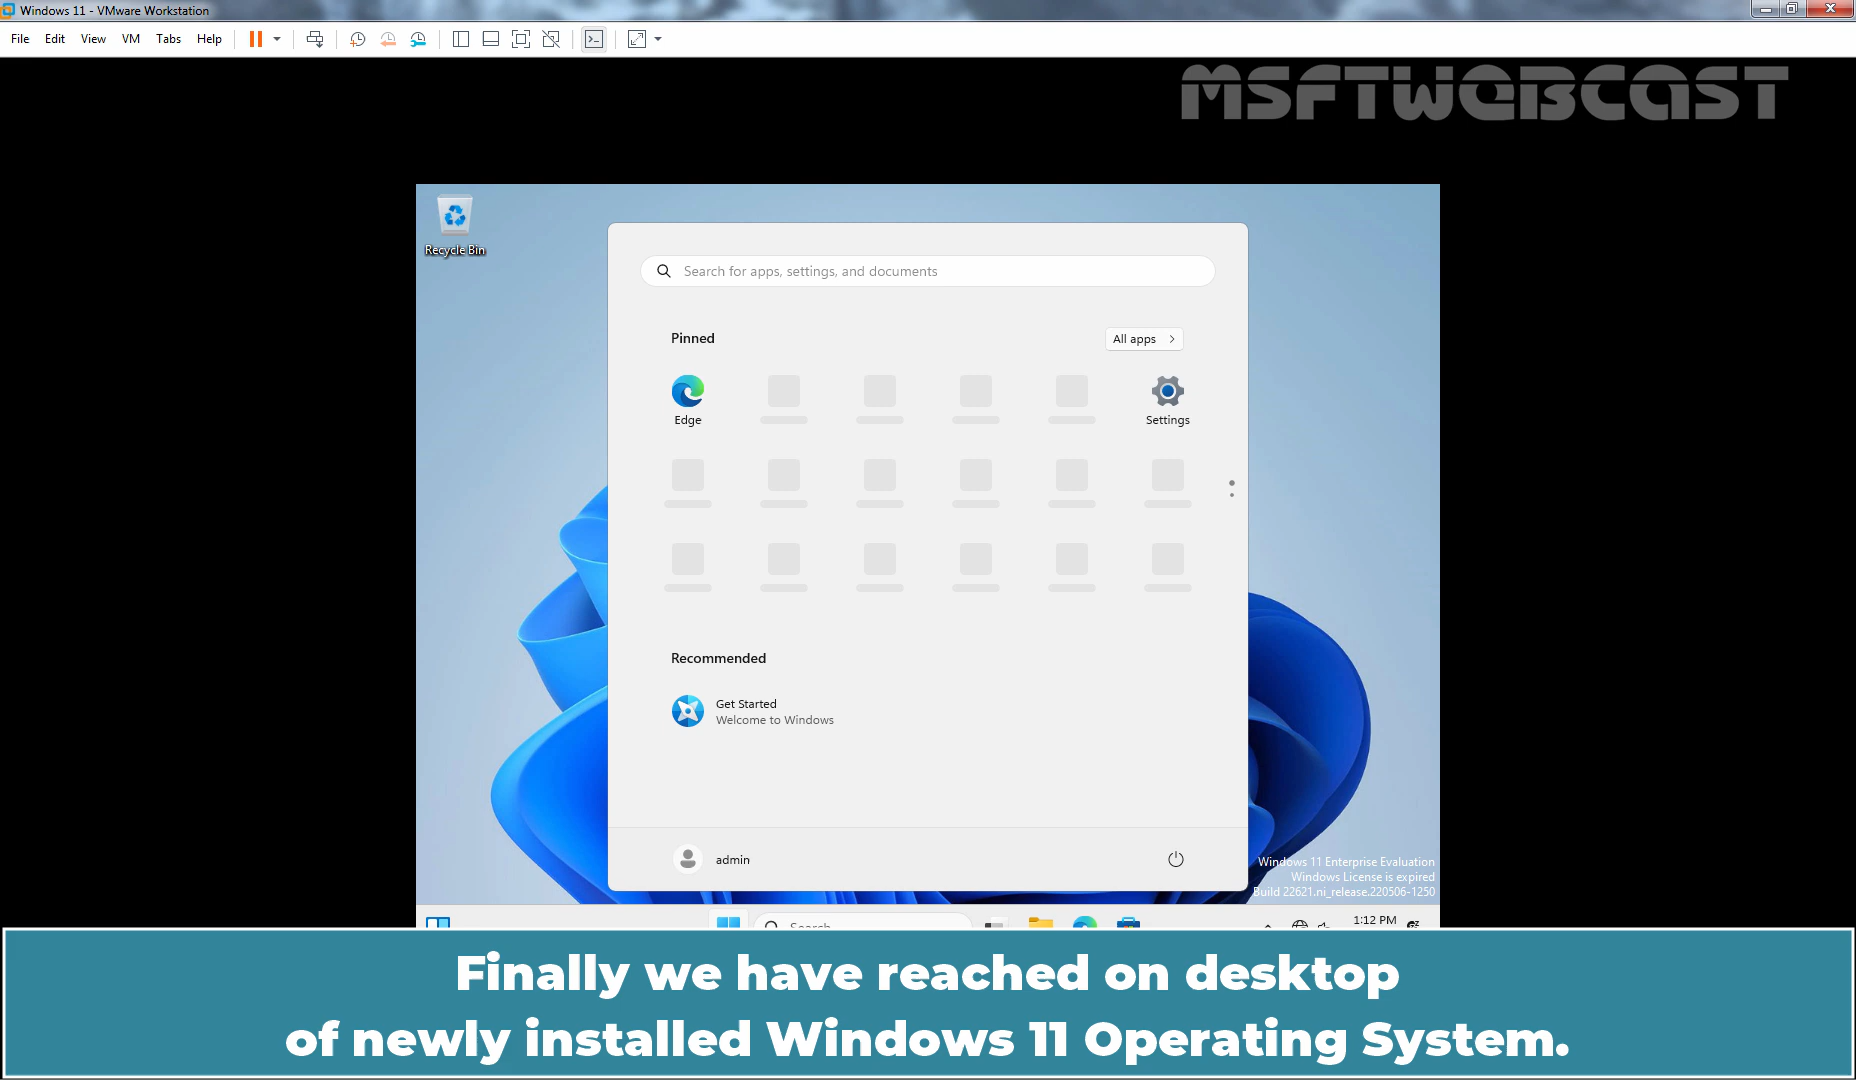 Windows 11 - VMware Workstation
File Edit View VM Tabs Help
MSFTWEBCAST
Recycle Bin
Search for apps, settings, and documents
Pinned
All apps
Edge
Settings
Recommended
Get Started
Welcome to Windows
admin
Windows 11 Enterprise Evaluation
Windows License is expired
Build 22621.ni_release.220506-1250
Search
1:12 PM
Finally we have reached on desktop
of newly installed Windows 11 Operating System.